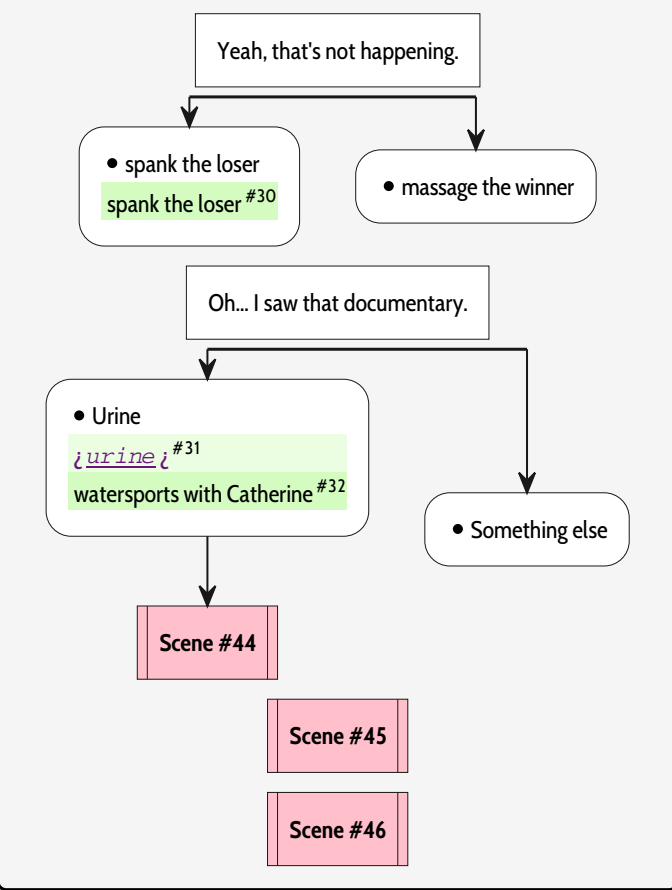 Yeah, that's not happening.
• spank the loser
spank the loser #30
• massage the winner
Oh... I saw that documentary.
• Urine
¿urine¿ #31
watersports with Catherine #32
• Something else
Scene #44
Scene #45
Scene #46